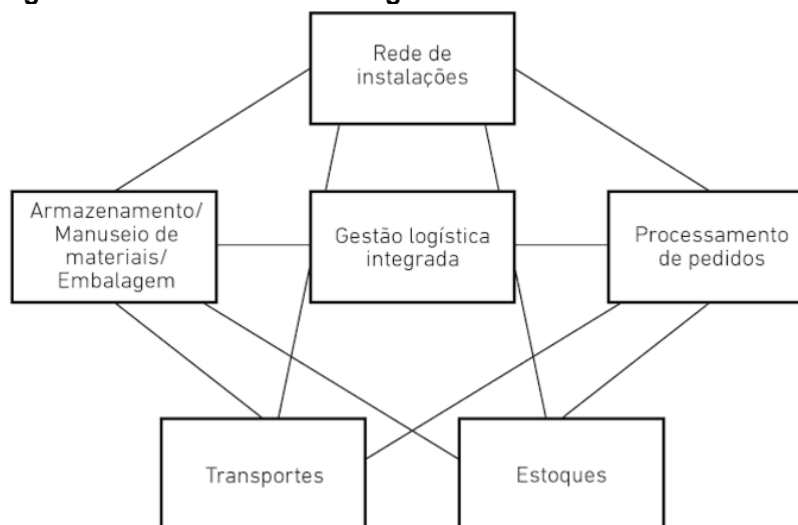 Rede de
instalações
Armazenamento/
Manuseio de
materiais/
Embalagem
Gestão logística
integrada
Processamento
de pedidos
Transportes
Estoques